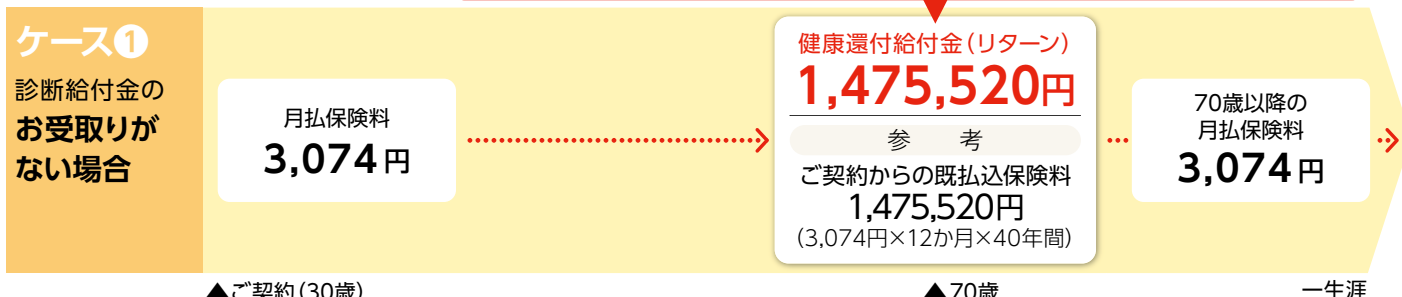 ケース❶
診断給付金の
お受取りが
ない場合
月払保険料
3,074円
健康還付給付金(リターン)
1,475,520円
参 考
ご契約からの既払込保険料
1,475,520円
(3,074円×12か月×40年間)
70歳以降の
月払保険料
3,074円
▲ご契約(30歳)
▲70歳
一生涯